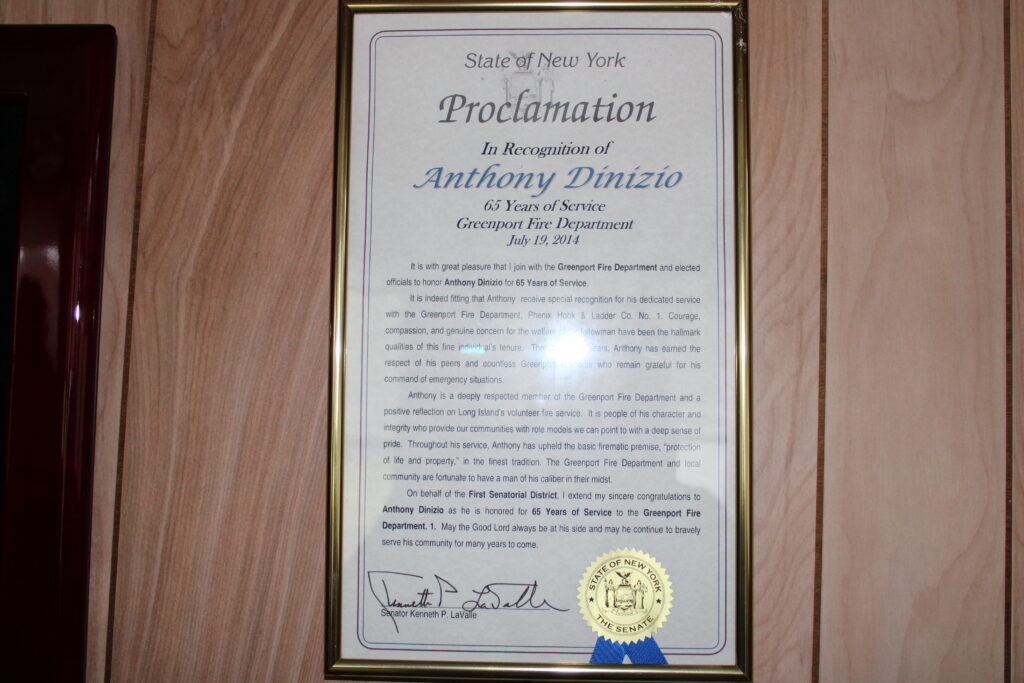 State of New York
Proclamation
In Recognition of
Anthony Dinizio
65 Years of Service
Greenport Fire Department
July 19, 2014
It is with great pleasure that I join with the Greenport Fire Department and elected
officials to honor Anthony Dinizio for 65 Years of Service.
It is indeed fitting that Anthony receive special recognition for his dedicated service
with the Greenport Fire Department, Phenix Hook & Ladder Co. No. 1. Courage,
compassion, and genuine concern for the welfare fellowman have been the hallmark
qualities of this fine individual's tenure. Anthony has earned the
respect of his peers and countless Greenport who remain grateful for his
command of emergency situations.
Anthony is a deeply respected member of the Greenport Fire Department and a
positive reflection on Long Island's volunteer fire service. It is people of his character and
integrity who provide our communities with role models we can point to with a deep sense of
pride. Throughout his service, Anthony has upheld the basic firematic premise, "protection
of life and property," in the finest tradition. The Greenport Fire Department and local
community are fortunate to have a man of his caliber in their midst.
On behalf of the First Senatorial District, I extend my sincere congratulations to
Anthony Dinizio as he is honored for 65 Years of Service to the Greenport Fire
Department. 1. May the Good Lord always be at his side and may he continue to bravely
serve his community for many years to come.
Kenneth P. LaValle
Senator Kenneth P. LaValle
STATE OF NEW YORK
THE SENATE